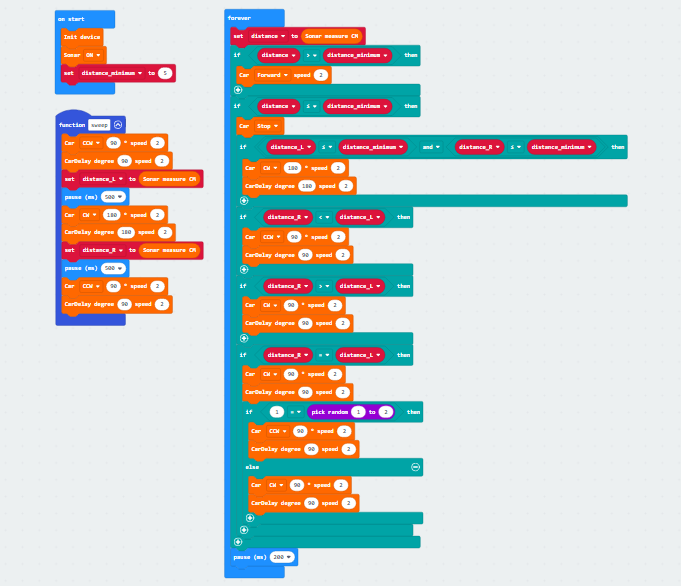 on start
Init device
Sonar ON
set distance_minimum to 5
function sweep
Car CCW 90 ° speed 2
CarDelay degree 90 speed 2
set distance_L to Sonar measure CM
pause (ms) 500
Car CW 180 ° speed 2
CarDelay degree 180 speed 2
set distance_R to Sonar measure CM
pause (ms) 500
Car CCW 90 ° speed 2
CarDelay degree 90 speed 2
forever
set distance to Sonar measure CM
if distance > distance_minimum then
Car Forward speed 2
if distance ≤ distance_minimum then
Car Stop
if distance_L ≤ distance_minimum and distance_R ≤ distance_minimum then
Car CW 180 ° speed 2
CarDelay degree 180 speed 2
if distance_R < distance_L then
Car CCW 90 ° speed 2
CarDelay degree 90 speed 2
if distance_R > distance_L then
Car CW 90 ° speed 2
CarDelay degree 90 speed 2
if distance_R = distance_L then
Car CW 90 ° speed 2
CarDelay degree 90 speed 2
if 1 = pick random 1 to 2 then
Car CCW 90 ° speed 2
CarDelay degree 90 speed 2
else
Car CW 90 ° speed 2
CarDelay degree 90 speed 2
pause (ms) 200